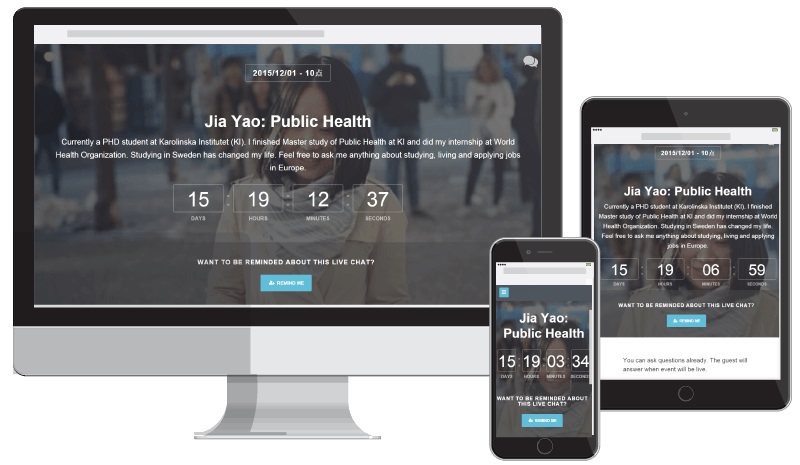 2015/12/01 - 10点
Jia Yao: Public Health
Currently a PHD student at Karolinska Institutet (KI). I finished Master study of Public Health at KI and did my internship at World
Health Organization. Studying in Sweden has changed my life. Feel free to ask me anything about studying, living and applying jobs
in Europe.
15 : 19 : 12 : 37
DAYS HOURS MINUTES SECONDS
WANT TO BE REMINDED ABOUT THIS LIVE CHAT?
REMIND ME
2015/12/01 - 10点
Jia Yao: Public Health
Currently a PHD student at Karolinska Institutet (KI). I finished
Master study of Public Health at KI and did my internship at World
Health Organization. Studying in Sweden has changed my life.
Feel free to ask me anything about studying, living and applying
jobs in Europe.
15 : 19 : 06 : 59
DAYS HOURS MINUTES SECONDS
WANT TO BE REMINDED ABOUT THIS LIVE CHAT?
REMIND ME
You can ask questions already. The guest will
answer when event will be live.
Jia Yao:
Public Health
15 : 19 : 03 : 34
DAYS HOURS MINUTES SECONDS
WANT TO BE REMINDED ABOUT
THIS LIVE CHAT?
REMIND ME